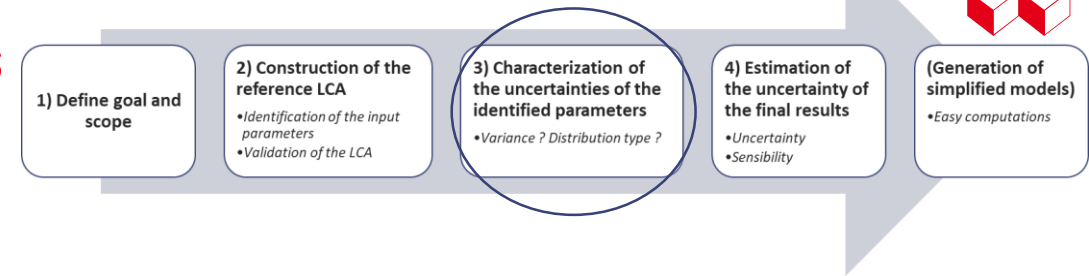 1) Define goal and
scope
2) Construction of the
reference LCA
•Identification of the input
parameters
•Validation of the LCA
3) Characterization of
the uncertainties of the
identified parameters
•Variance ? Distribution type ?
4) Estimation of
the uncertainty of
the final results
•Uncertainty
•Sensibility
(Generation of
simplified models)
•Easy computations